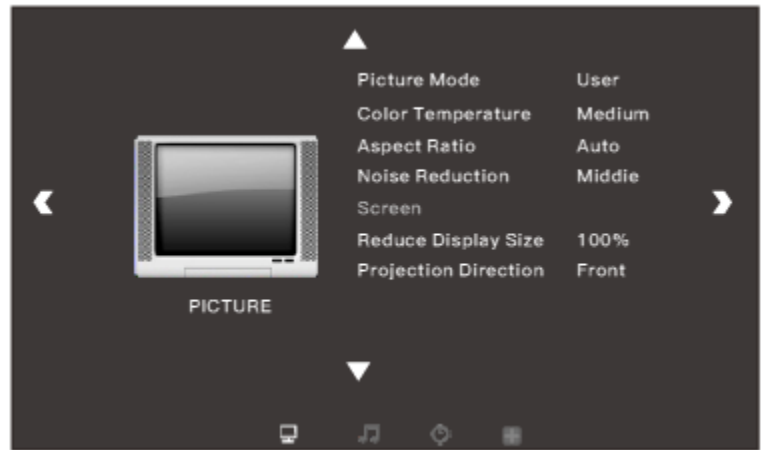 Picture Mode User
Color Temperature Medium
Aspect Ratio Auto
Noise Reduction Middie
Screen
Reduce Display Size 100%
Projection Direction Front
PICTURE